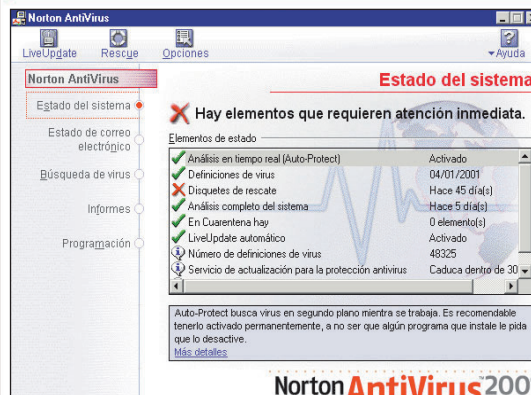 Norton AntiVirus
LiveUpdate Rescue Opciones Ayuda
Norton AntiVirus
Estado del sistema
Estado de correo
electrónico
Búsqueda de virus
Informes
Programación
Estado del sistema
Hay elementos que requieren atención inmediata.
Elementos de estado
Análisis en tiempo real (Auto-Protect) Activado
Definiciones de virus 04/01/2001
Disquetes de rescate Hace 45 día(s)
Análisis completo del sistema Hace 5 día(s)
En Cuarentena hay 0 elemento(s)
LiveUpdate automático Activado
Número de definiciones de virus 48325
Servicio de actualización para la protección antivirus Caduca dentro de 30
Auto-Protect busca virus en segundo plano mientra se trabaja. Es recomendable
tenerlo activado permanentemente, a no ser que algún programa que instale le pida
que lo desactive.
Más detalles
Norton AntiVirus 200